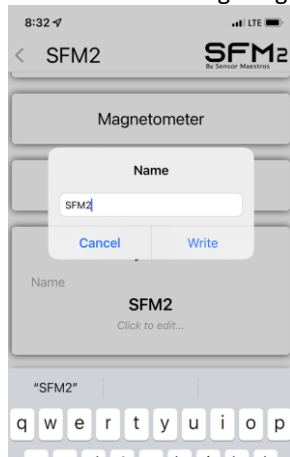 8:32 LTE
SFM2 SFM2
By Sensor Maestros
Magnetometer
Name
SFM2
Cancel Write
Name
SFM2
Click to edit...
"SFM2"
q w e r t y u i o p